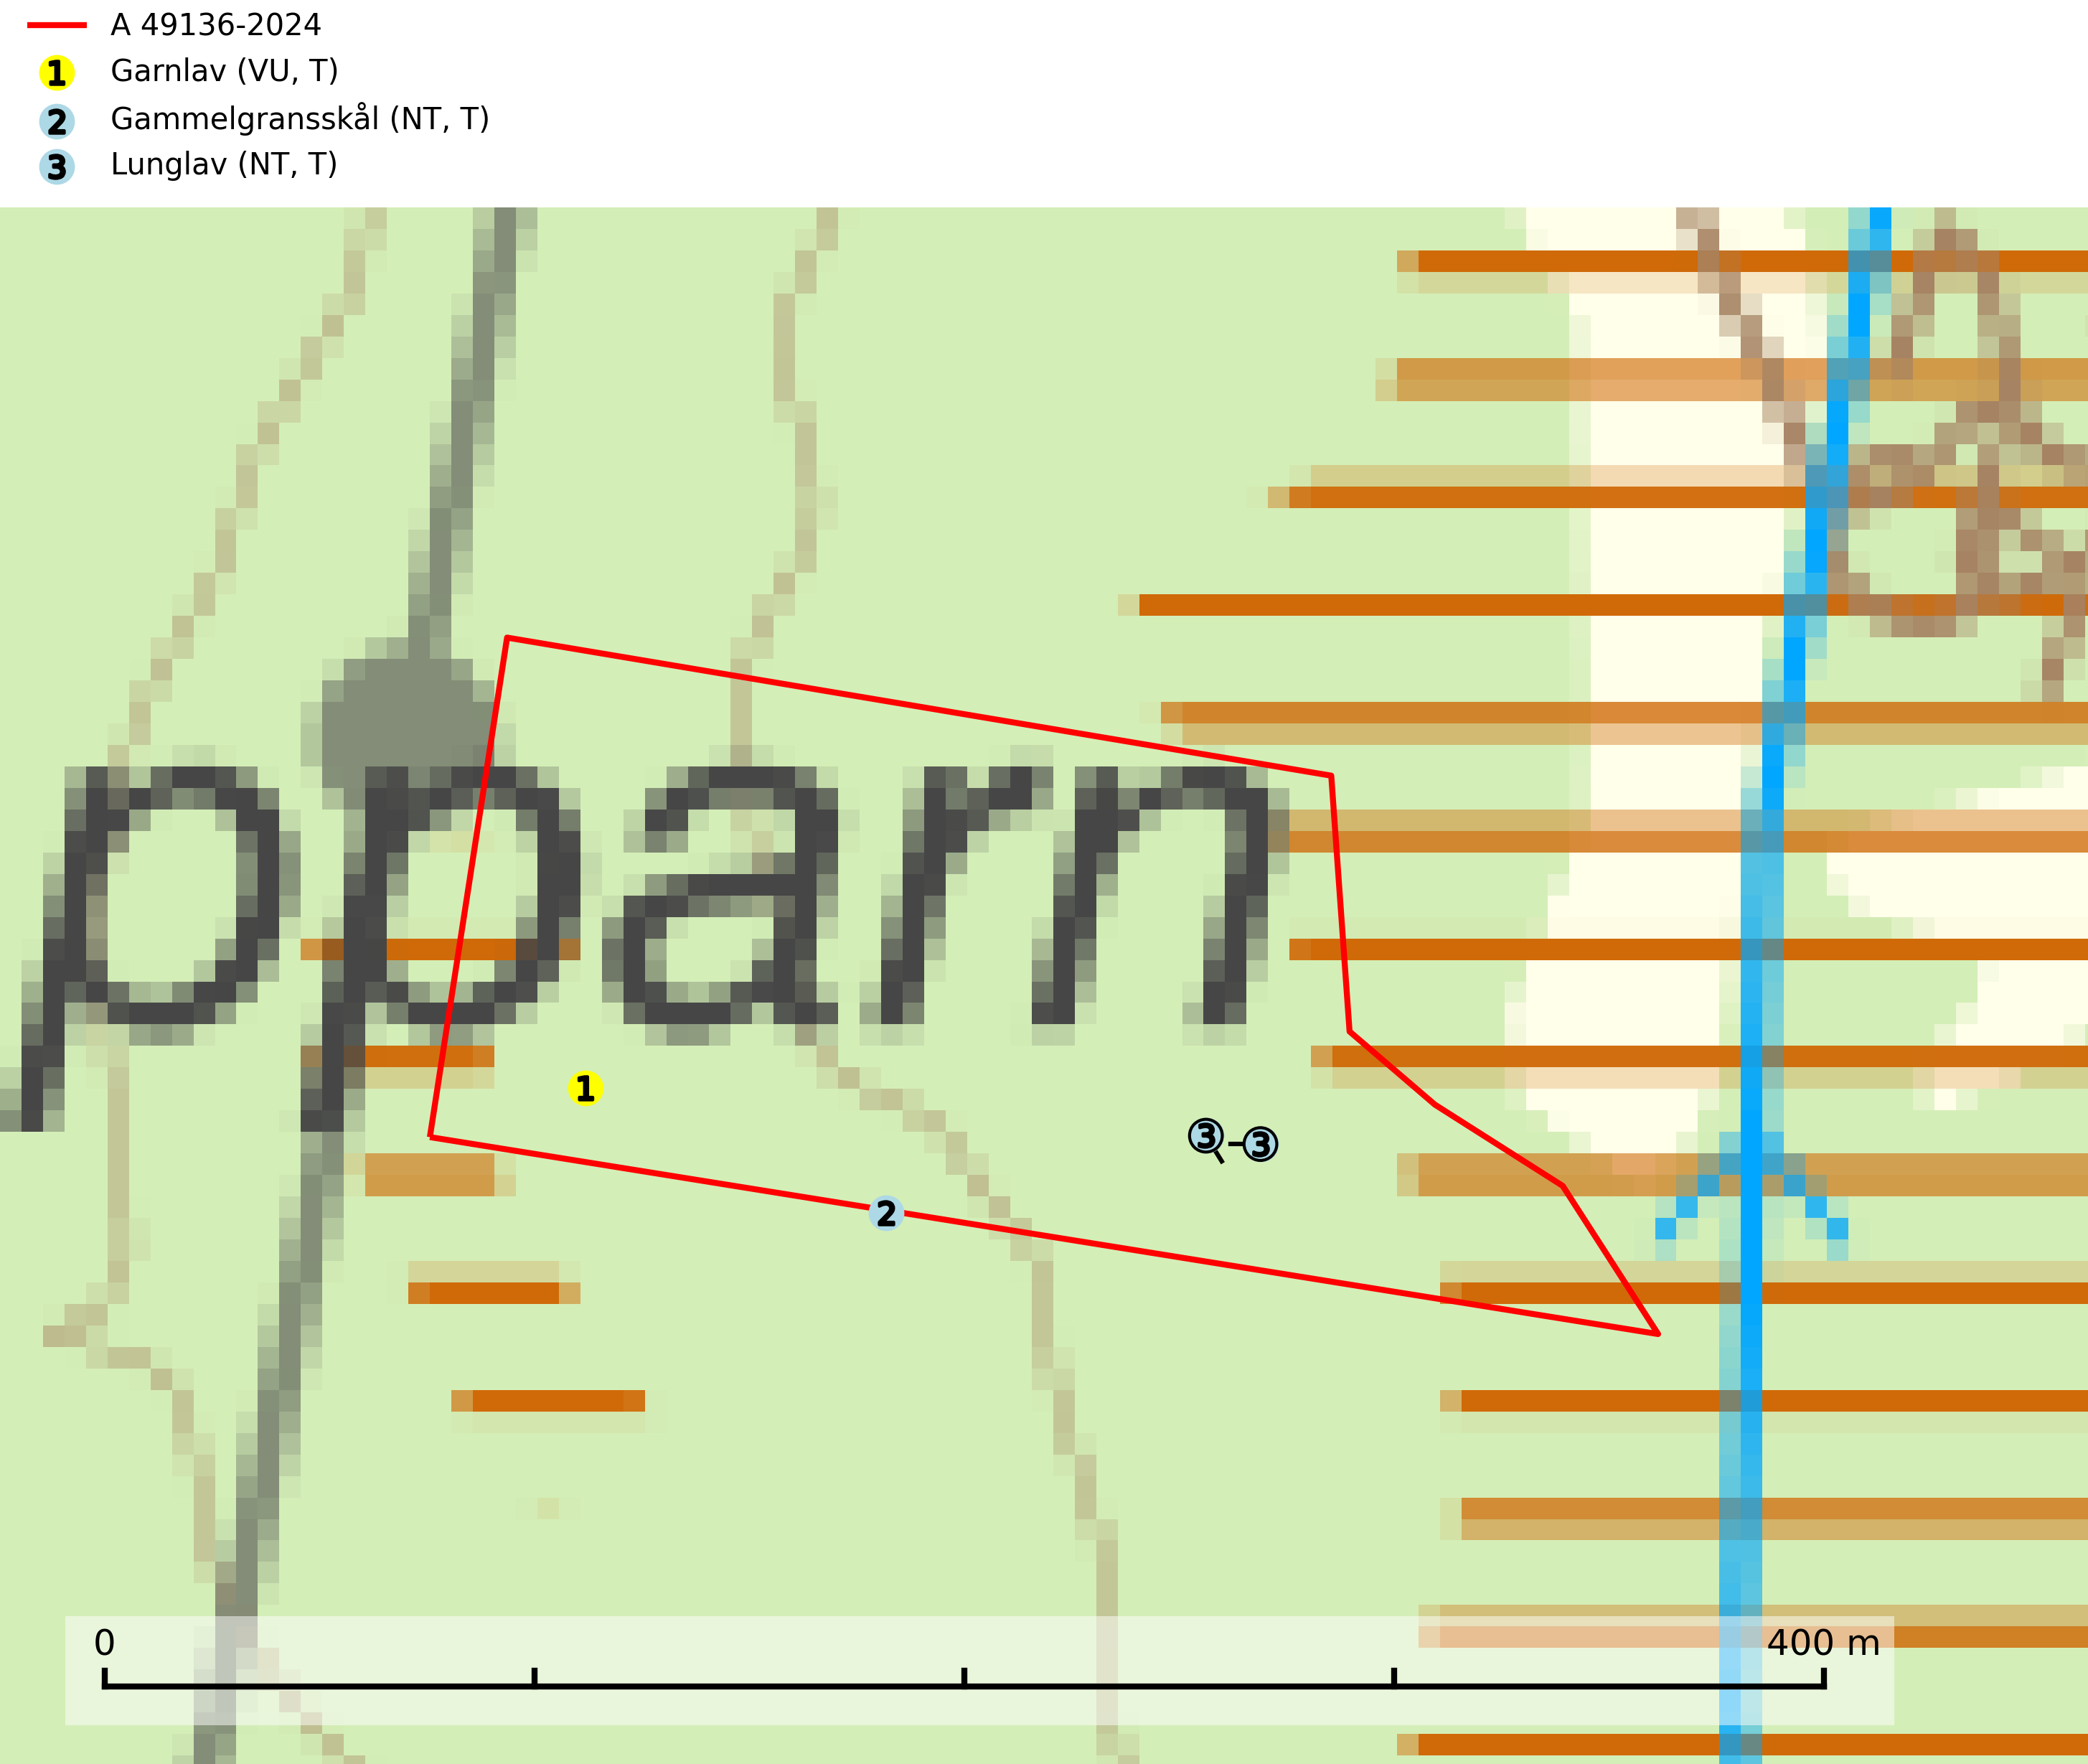 A 49136-2024
1 Garnlav (VU, T)
2 Gammelgransskål (NT, T)
3 Lunglav (NT, T)
pparn
1
3 3
2
0 400 m